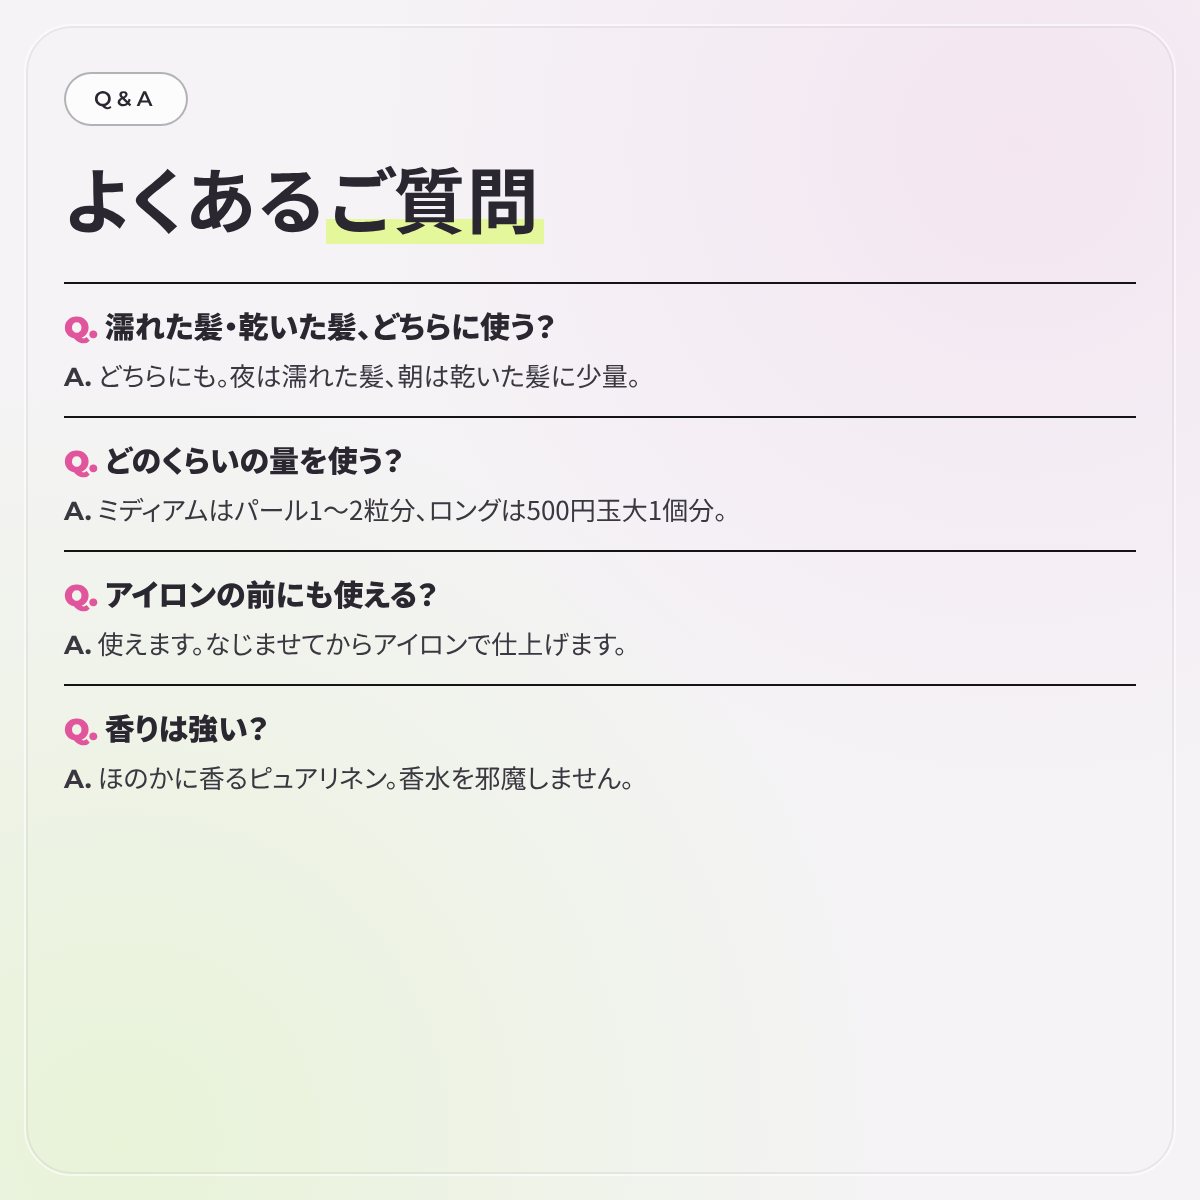 Q&A
よくあるご質問
Q. 濡れた髪・乾いた髪、どちらに使う？
A. どちらにも。夜は濡れた髪、朝は乾いた髪に少量。
Q. どのくらいの量を使う？
A. ミディアムはパール1〜2粒分、ロングは500円玉大1個分。
Q. アイロンの前にも使える？
A. 使えます。なじませてからアイロンで仕上げます。
Q. 香りは強い？
A. ほのかに香るピュアリネン。香水を邪魔しません。